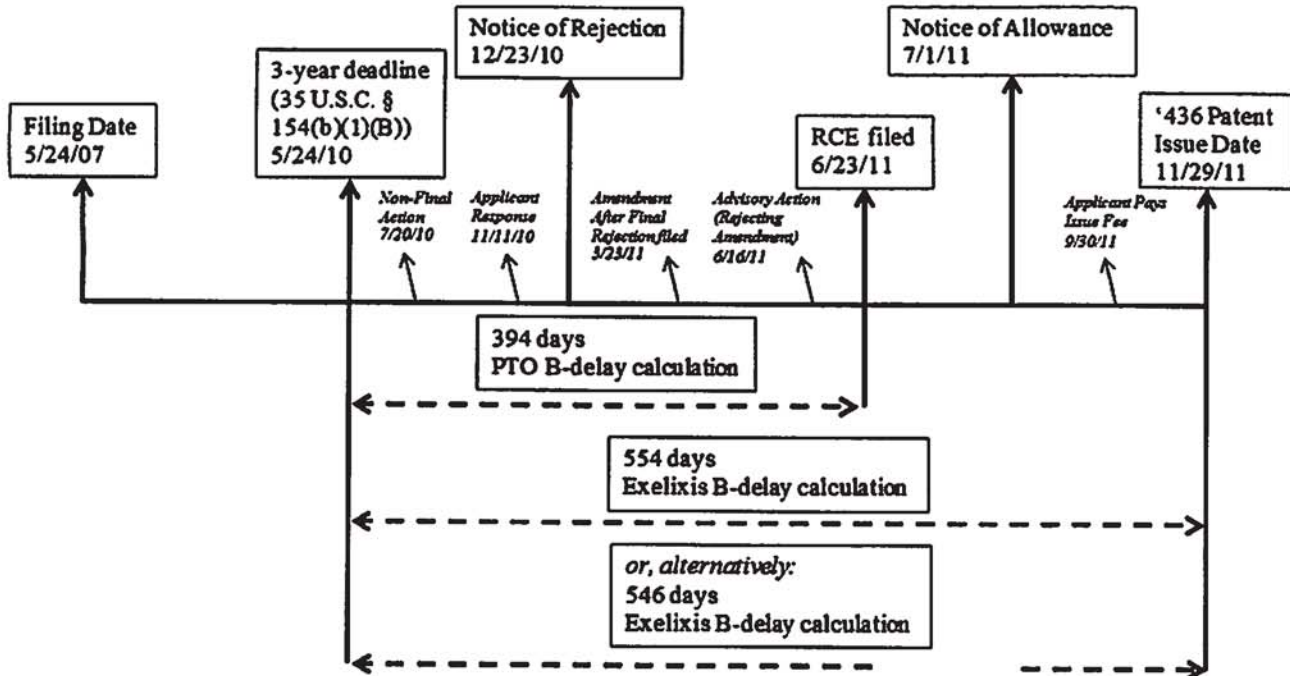 Notice of Rejection
12/23/10
Notice of Allowance
7/1/11
3-year deadline
(35 U.S.C. §
154(b)(1)(B))
5/24/10
Filing Date
5/24/07
RCE filed
6/23/11
‘436 Patent
Issue Date
11/29/11
Non-Final
Action
7/20/10
Applicant
Response
11/11/10
Amendment
After Final
Rejection filed
3/23/11
Advisory Action
(Rejecting
Amendment)
6/16/11
Applicant Pays
Issue Fee
9/30/11
394 days
PTO B-delay calculation
554 days
Exelixis B-delay calculation
or, alternatively:
546 days
Exelixis B-delay calculation